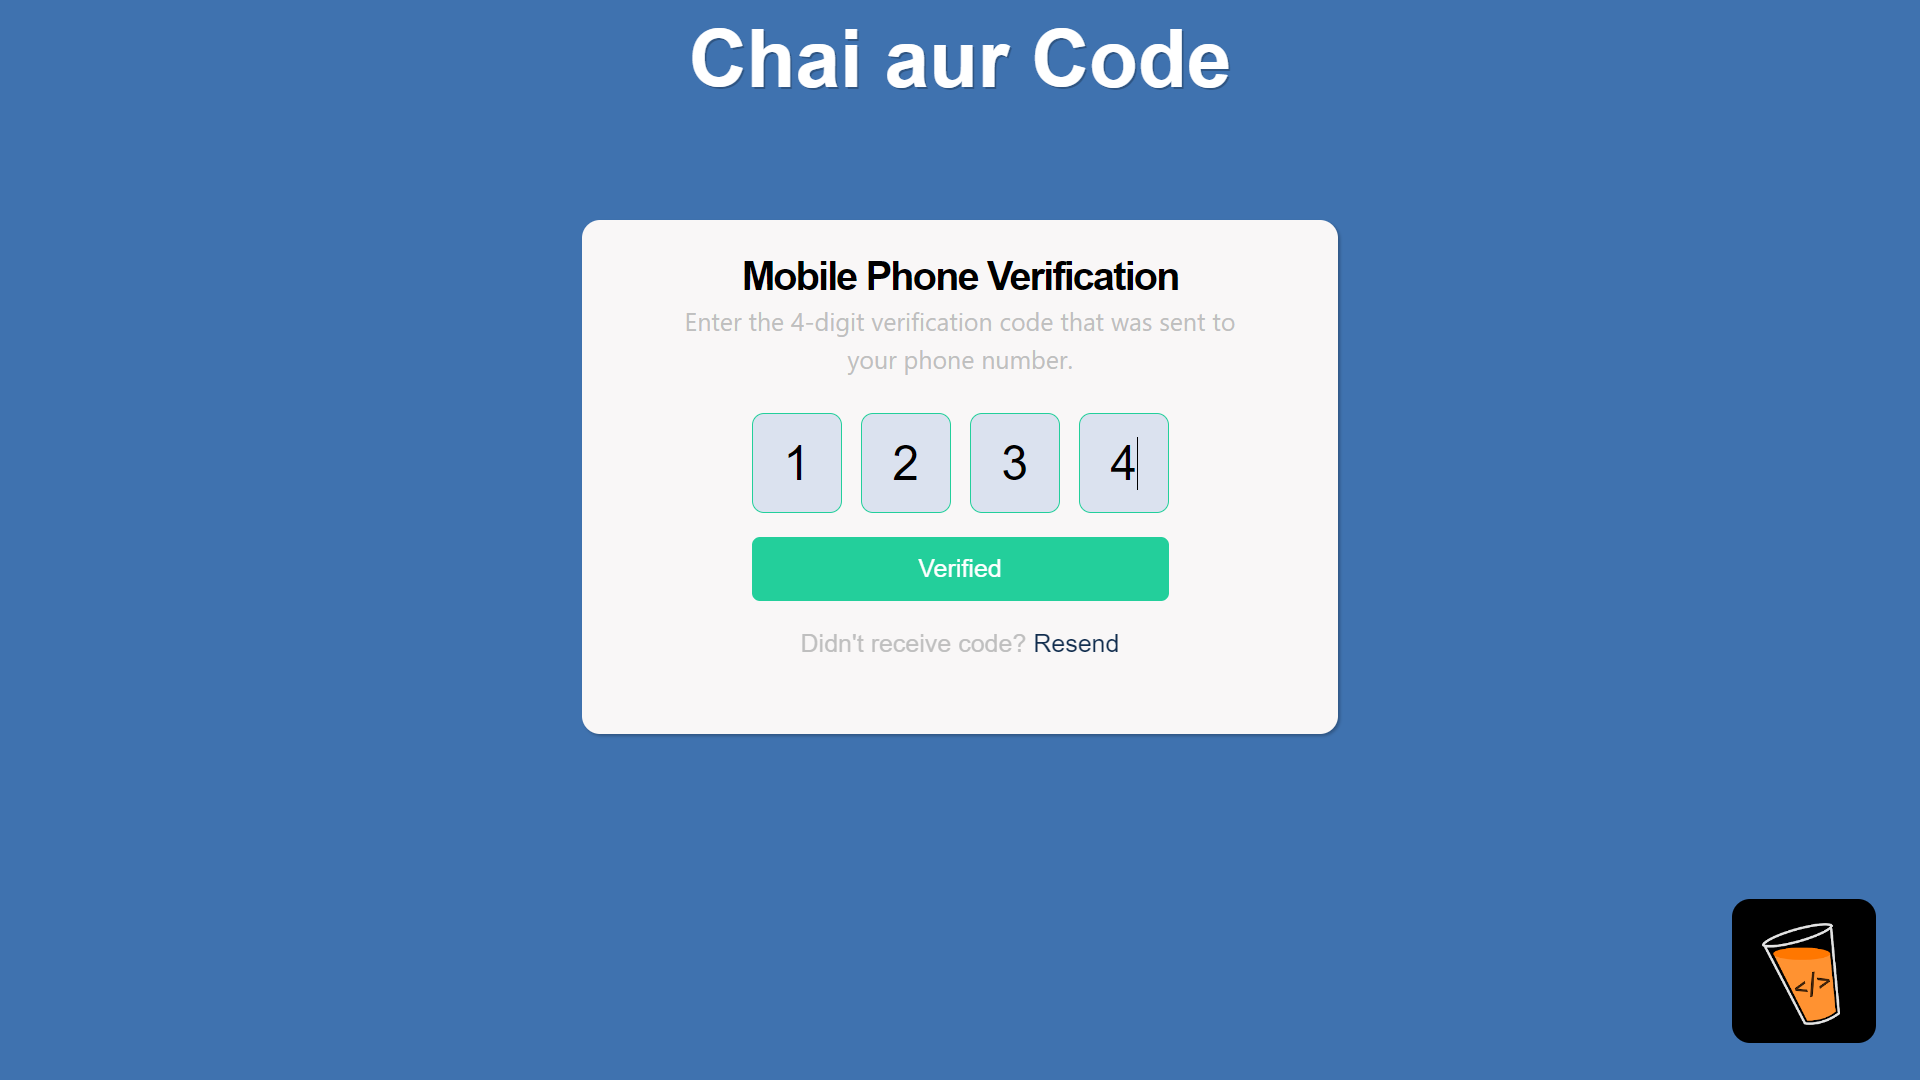 Chai aur Code
Mobile Phone Verification
Enter the 4-digit verification code that was sent to
your phone number.
1 2 3 4
Verified
Didn't receive code? Resend
</>